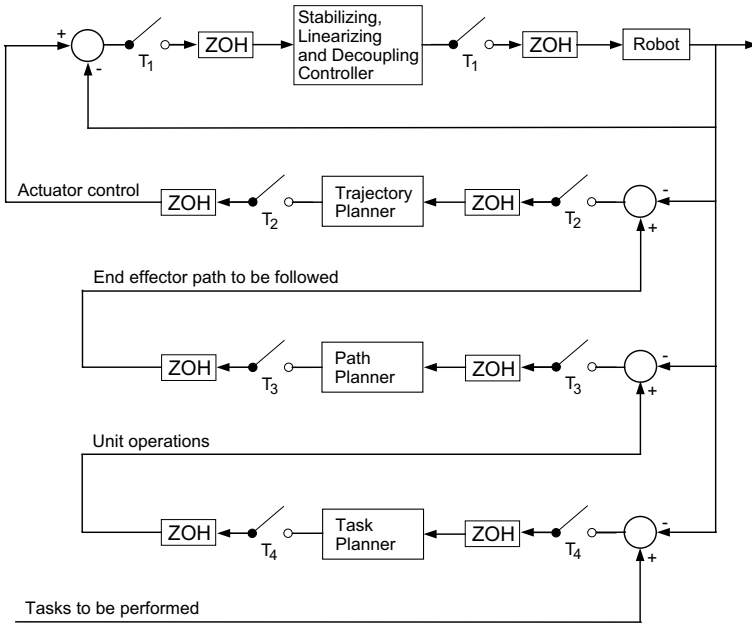 Stabilizing,
Linearizing
and Decoupling
Controller
+
-
T1
ZOH
T1
ZOH
Robot
Actuator control
ZOH
T2
Trajectory
Planner
ZOH
T2
-
+
End effector path to be followed
ZOH
T3
Path
Planner
ZOH
T3
-
+
Unit operations
ZOH
T4
Task
Planner
ZOH
T4
-
+
Tasks to be performed